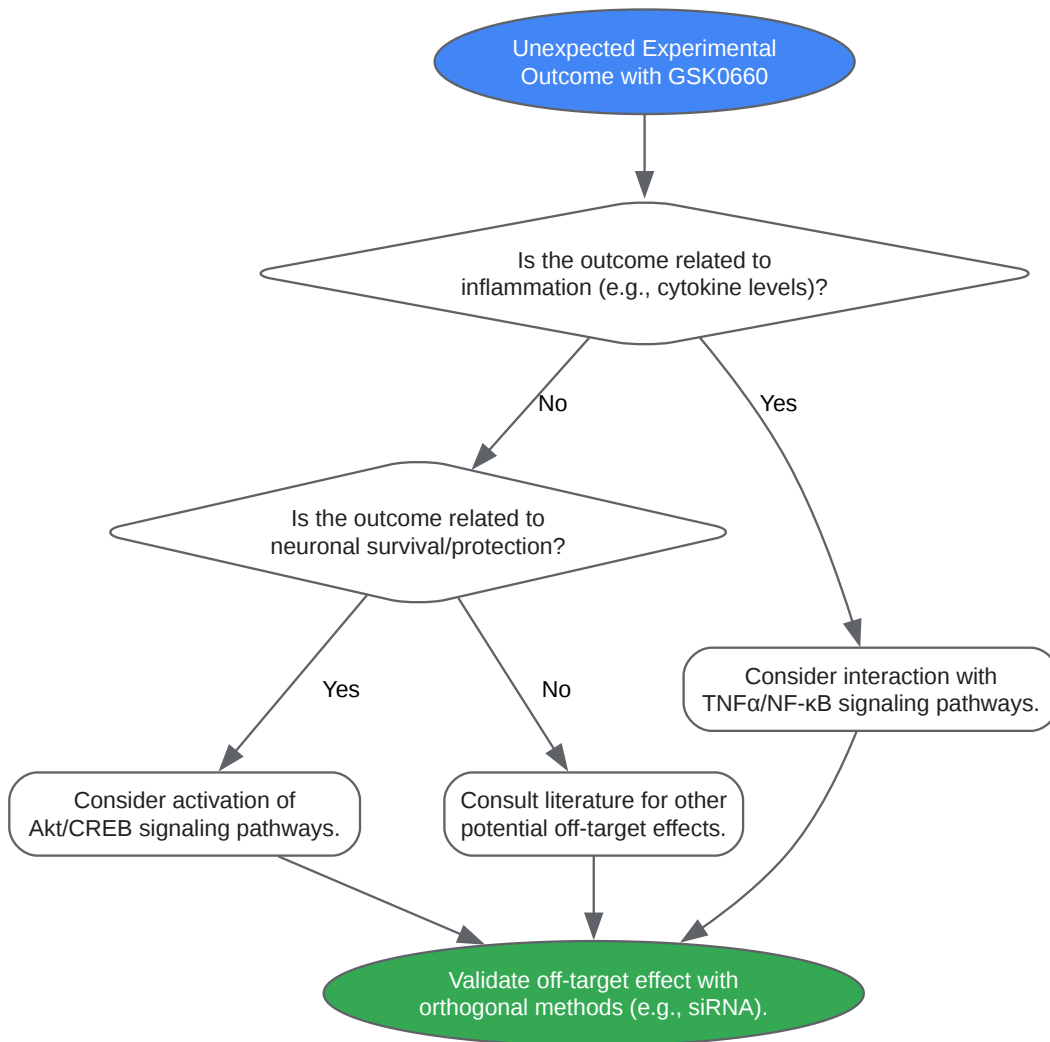 Unexpected Experimental
Outcome with GSK0660
Is the outcome related to
inflammation (e.g., cytokine levels)?
No
Yes
Is the outcome related to
neuronal survival/protection?
Yes
No
Consider interaction with
TNFα/NF-κB signaling pathways.
Consider activation of
Akt/CREB signaling pathways.
Consult literature for other
potential off-target effects.
Validate off-target effect with
orthogonal methods (e.g., siRNA).